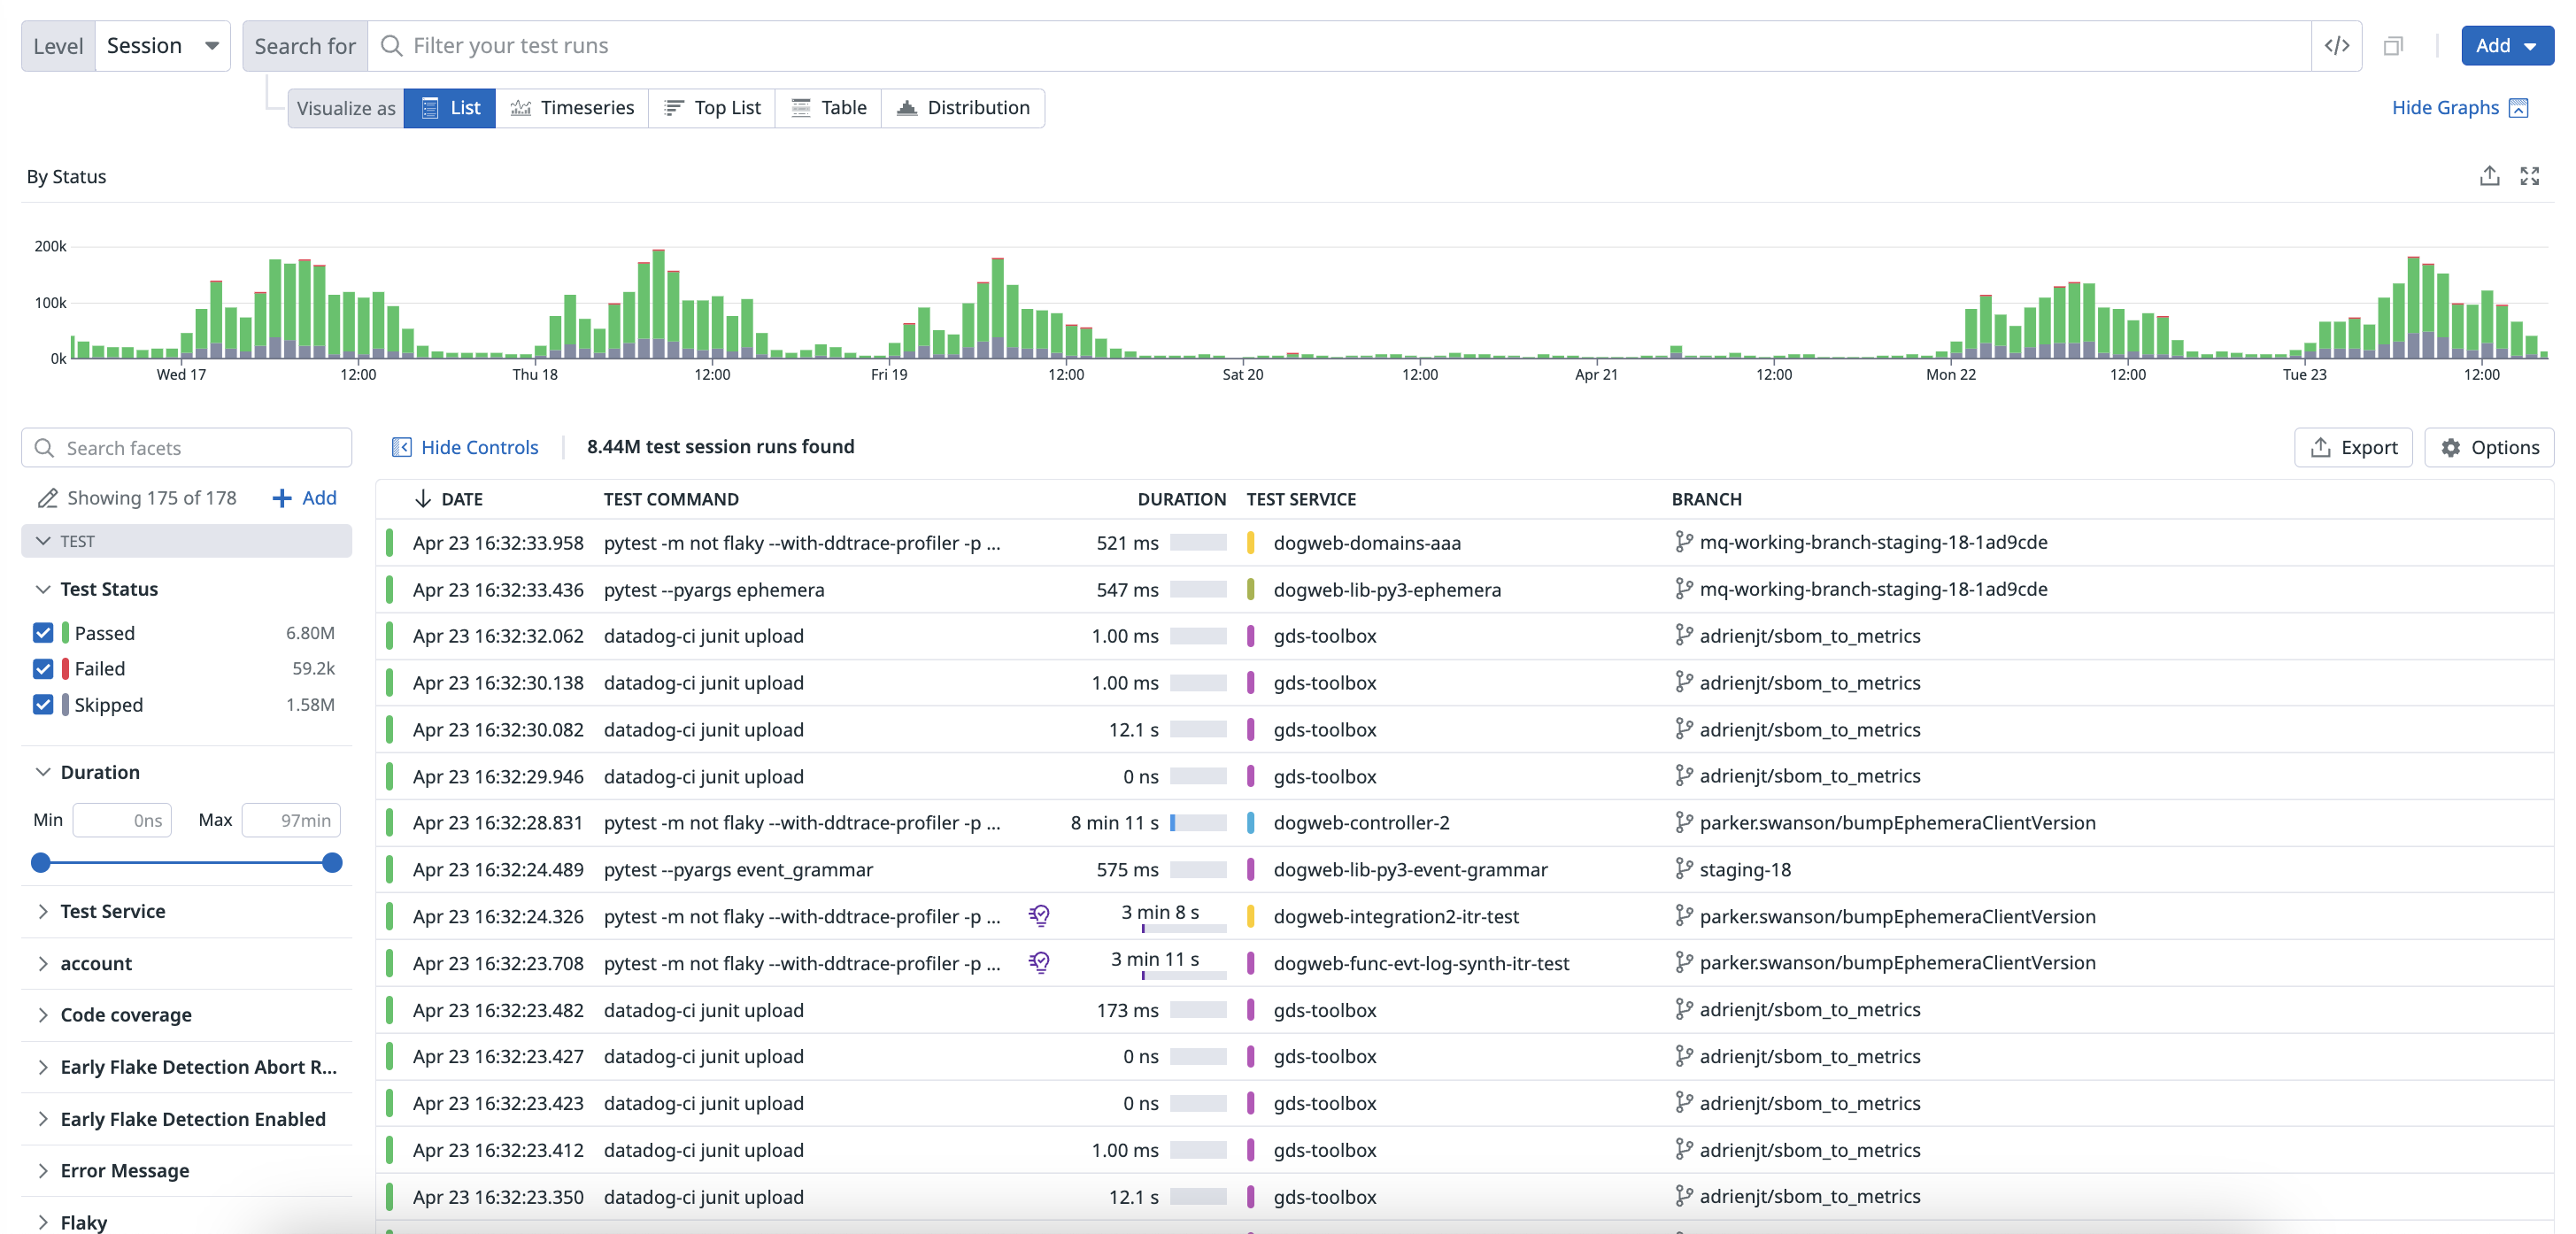 Level Session Search for Filter your test runs </> Add
Visualize as List Timeseries Top List Table Distribution Hide Graphs
By Status
200k
100k
0k
Wed 17 12:00 Thu 18 12:00 Fri 19 12:00 Sat 20 12:00 Apr 21 12:00 Mon 22 12:00 Tue 23 12:00
Search facets
Showing 175 of 178 + Add
TEST
Test Status
Passed 6.80M
Failed 59.2k
Skipped 1.58M
Duration
Min 0ns Max 97min
Test Service
account
Code coverage
Early Flake Detection Abort R...
Early Flake Detection Enabled
Error Message
Flaky
Hide Controls 8.44M test session runs found Export Options
DATE TEST COMMAND DURATION TEST SERVICE BRANCH
Apr 23 16:32:33.958 pytest -m not flaky --with-ddtrace-profiler -p ... 521 ms dogweb-domains-aaa mq-working-branch-staging-18-1ad9cde
Apr 23 16:32:33.436 pytest --pyargs ephemera 547 ms dogweb-lib-py3-ephemera mq-working-branch-staging-18-1ad9cde
Apr 23 16:32:32.062 datadog-ci junit upload 1.00 ms gds-toolbox adrienjt/sbom_to_metrics
Apr 23 16:32:30.138 datadog-ci junit upload 1.00 ms gds-toolbox adrienjt/sbom_to_metrics
Apr 23 16:32:30.082 datadog-ci junit upload 12.1 s gds-toolbox adrienjt/sbom_to_metrics
Apr 23 16:32:29.946 datadog-ci junit upload 0 ns gds-toolbox adrienjt/sbom_to_metrics
Apr 23 16:32:28.831 pytest -m not flaky --with-ddtrace-profiler -p ... 8 min 11 s dogweb-controller-2 parker.swanson/bumpEphemeraClientVersion
Apr 23 16:32:24.489 pytest --pyargs event_grammar 575 ms dogweb-lib-py3-event-grammar staging-18
Apr 23 16:32:24.326 pytest -m not flaky --with-ddtrace-profiler -p ... 3 min 8 s dogweb-integration2-itr-test parker.swanson/bumpEphemeraClientVersion
Apr 23 16:32:23.708 pytest -m not flaky --with-ddtrace-profiler -p ... 3 min 11 s dogweb-func-evt-log-synth-itr-test parker.swanson/bumpEphemeraClientVersion
Apr 23 16:32:23.482 datadog-ci junit upload 173 ms gds-toolbox adrienjt/sbom_to_metrics
Apr 23 16:32:23.427 datadog-ci junit upload 0 ns gds-toolbox adrienjt/sbom_to_metrics
Apr 23 16:32:23.423 datadog-ci junit upload 0 ns gds-toolbox adrienjt/sbom_to_metrics
Apr 23 16:32:23.412 datadog-ci junit upload 1.00 ms gds-toolbox adrienjt/sbom_to_metrics
Apr 23 16:32:23.350 datadog-ci junit upload 12.1 s gds-toolbox adrienjt/sbom_to_metrics